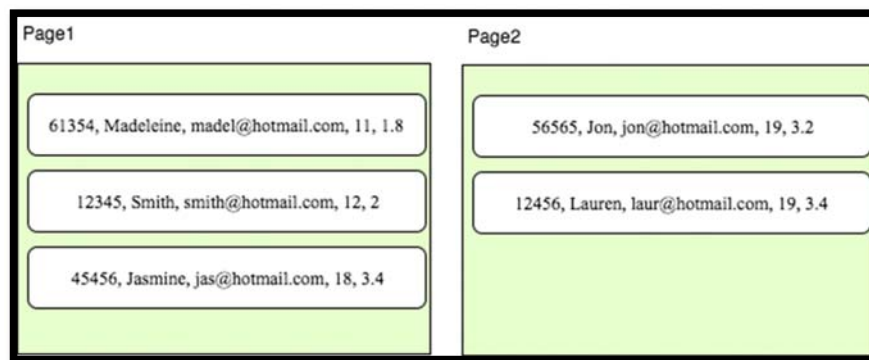 Page1
61354, Madeleine, madel@hotmail.com, 11, 1.8
12345, Smith, smith@hotmail.com, 12, 2
45456, Jasmine, jas@hotmail.com, 18, 3.4
Page2
56565, Jon, jon@hotmail.com, 19, 3.2
12456, Lauren, laur@hotmail.com, 19, 3.4